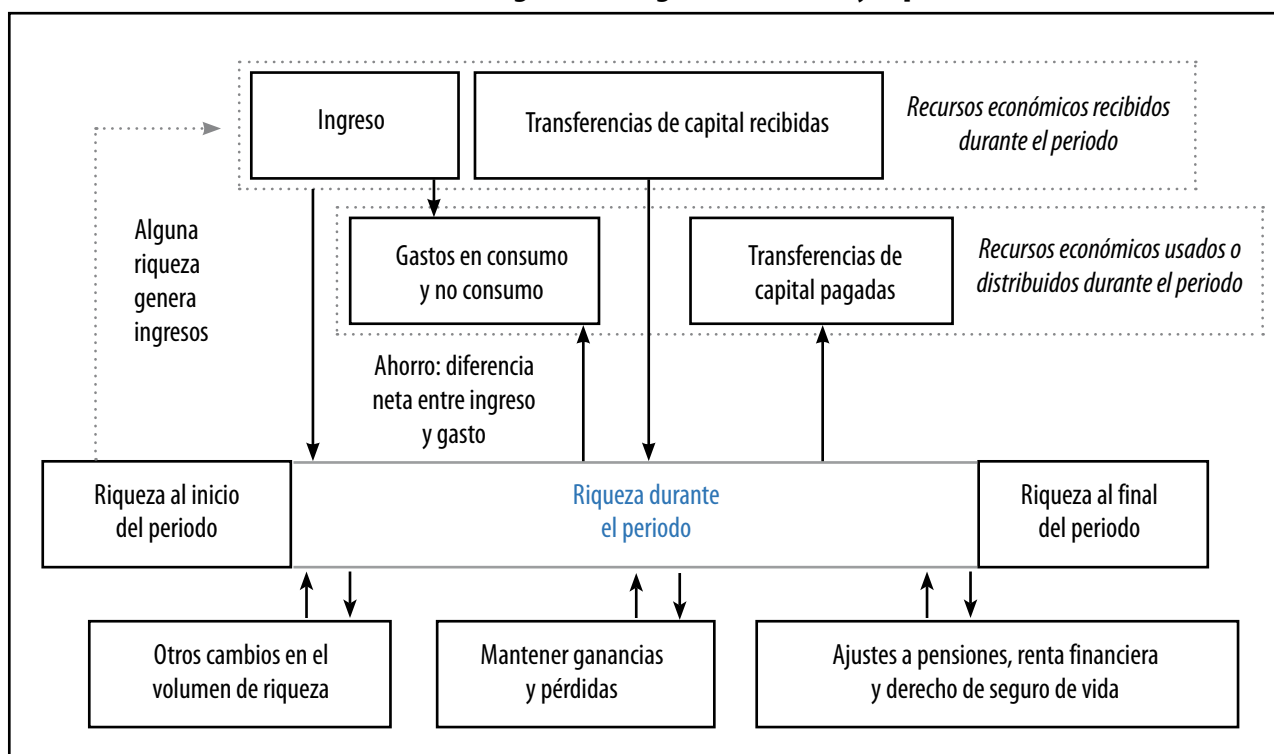 Ingreso
Transferencias de capital recibidas
Recursos económicos recibidos
durante el periodo
Alguna
riqueza
genera
ingresos
Gastos en consumo
y no consumo
Transferencias de
capital pagadas
Recursos económicos usados o
distribuidos durante el periodo
Ahorro: diferencia
neta entre ingreso
y gasto
Riqueza al inicio
del periodo
Riqueza durante
el periodo
Riqueza al final
del periodo
Otros cambios en el
volumen de riqueza
Mantener ganancias
y pérdidas
Ajustes a pensiones, renta financiera
y derecho de seguro de vida